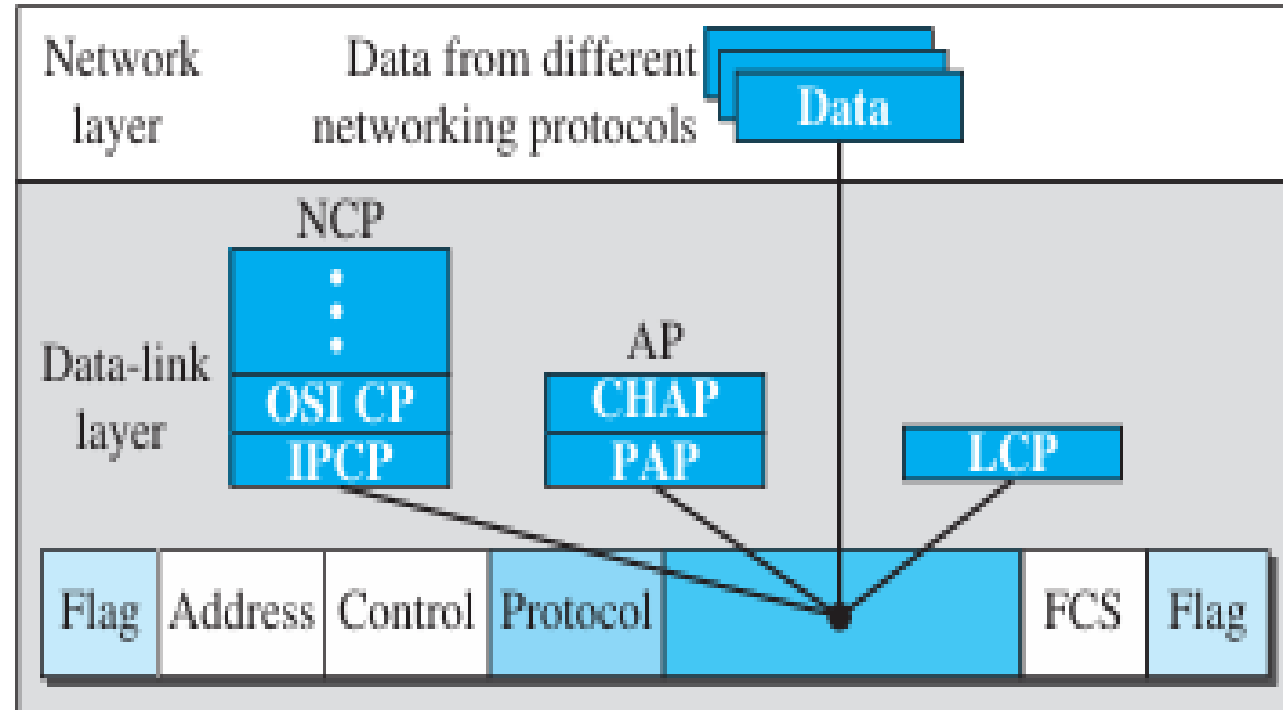 Network layer
Data from different networking protocols
Data
NCP
Data-link layer
OSI CP
IPCP
AP
CHAP
PAP
LCP
Flag Address Control Protocol FCS Flag